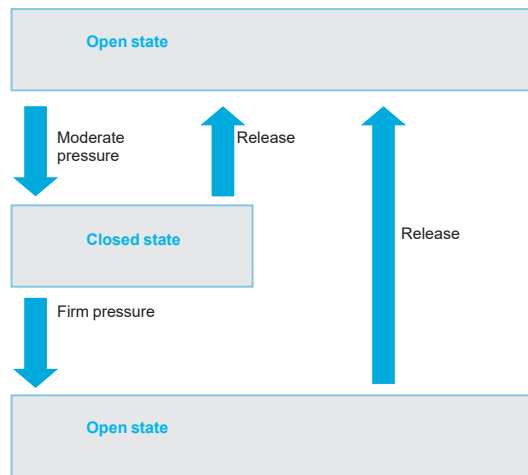 Open state
Moderate
pressure
Release
Closed state
Release
Firm pressure
Open state